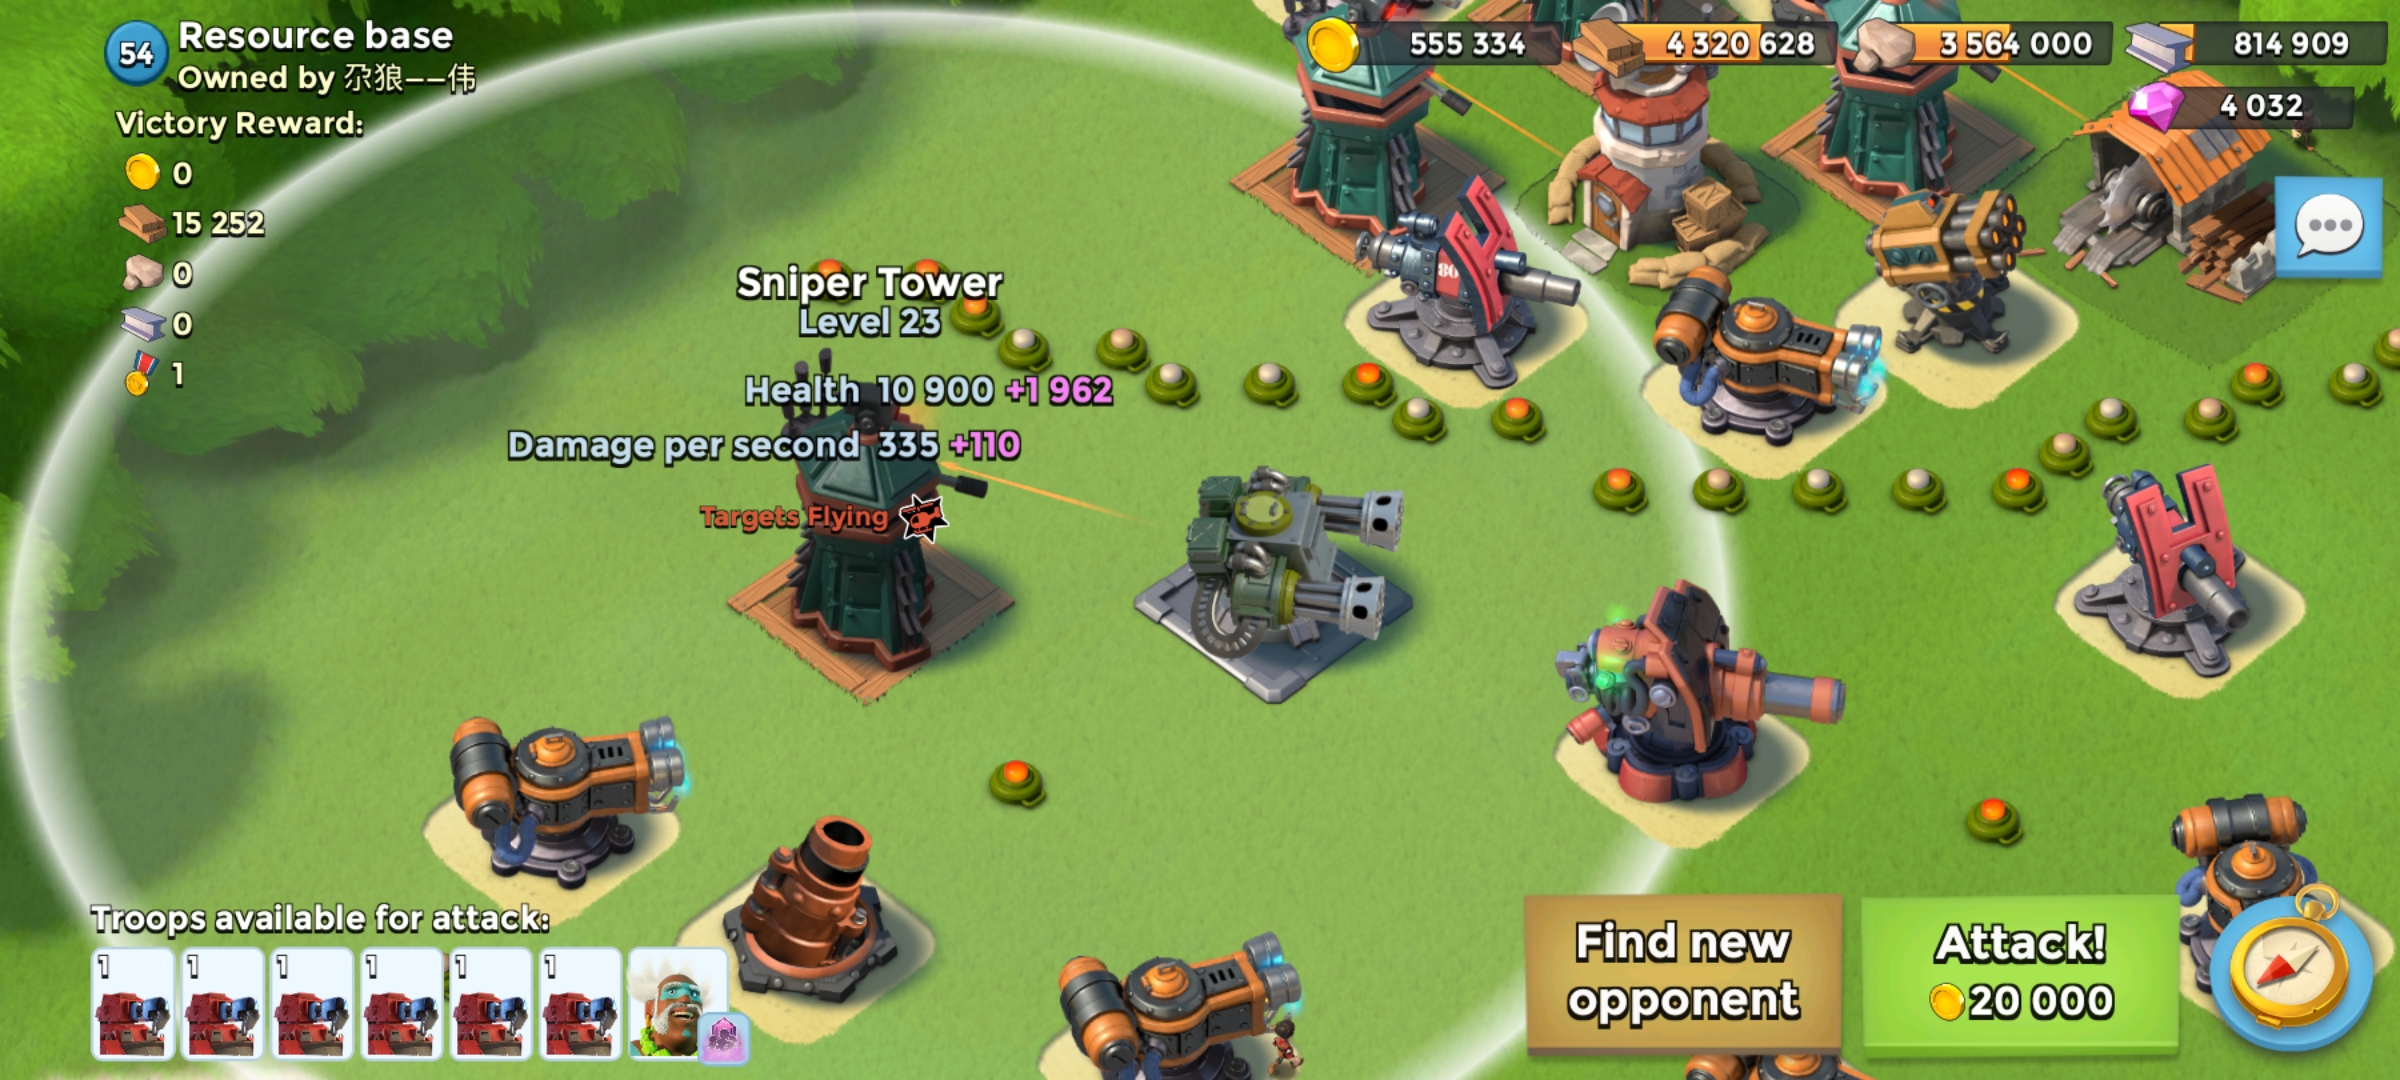 54
Resource base
Owned by 尕狼——伟
Victory Reward:
0
15 252
0
0
1
555 334
4 320 628
3 564 000
814 909
4 032
Sniper Tower
Level 23
Health 10 900 +1 962
Damage per second 335 +110
Targets Flying
80
Troops available for attack:
1 1 1 1 1 1
Find new
opponent
Attack!
20 000